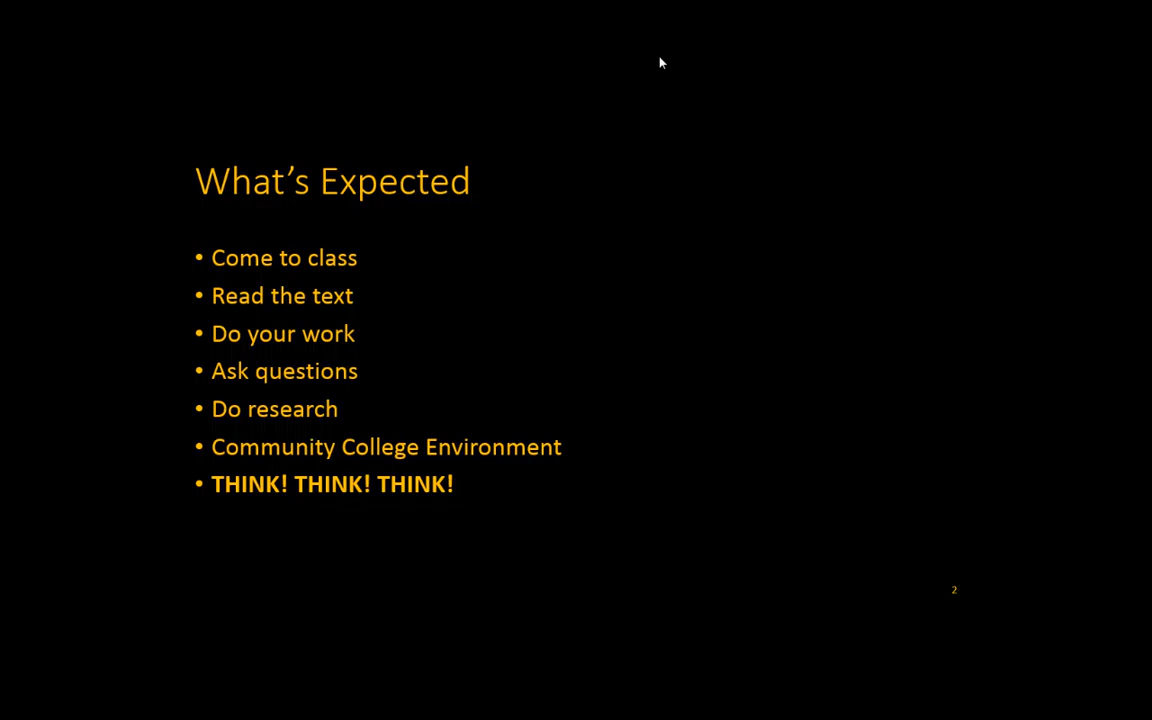 What’s Expected
• Come to class
• Read the text
• Do your work
• Ask questions
• Do research
• Community College Environment
• THINK! THINK! THINK!
2